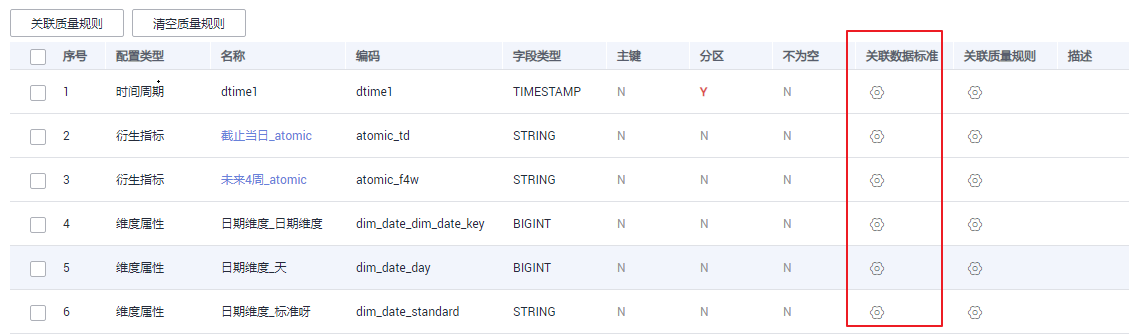 关联质量规则 清空质量规则
序号 配置类型 名称 编码 字段类型 主键 分区 不为空 关联数据标准 关联质量规则 描述
1 时间周期 dtime1 dtime1 TIMESTAMP N Y N
2 衍生指标 截止当日_atomic atomic_td STRING N N N
3 衍生指标 未来4周_atomic atomic_f4w STRING N N N
4 维度属性 日期维度_日期维度 dim_date_dim_date_key BIGINT N N N
5 维度属性 日期维度_天 dim_date_day BIGINT N N N
6 维度属性 日期维度_标准呀 dim_date_standard STRING N N N